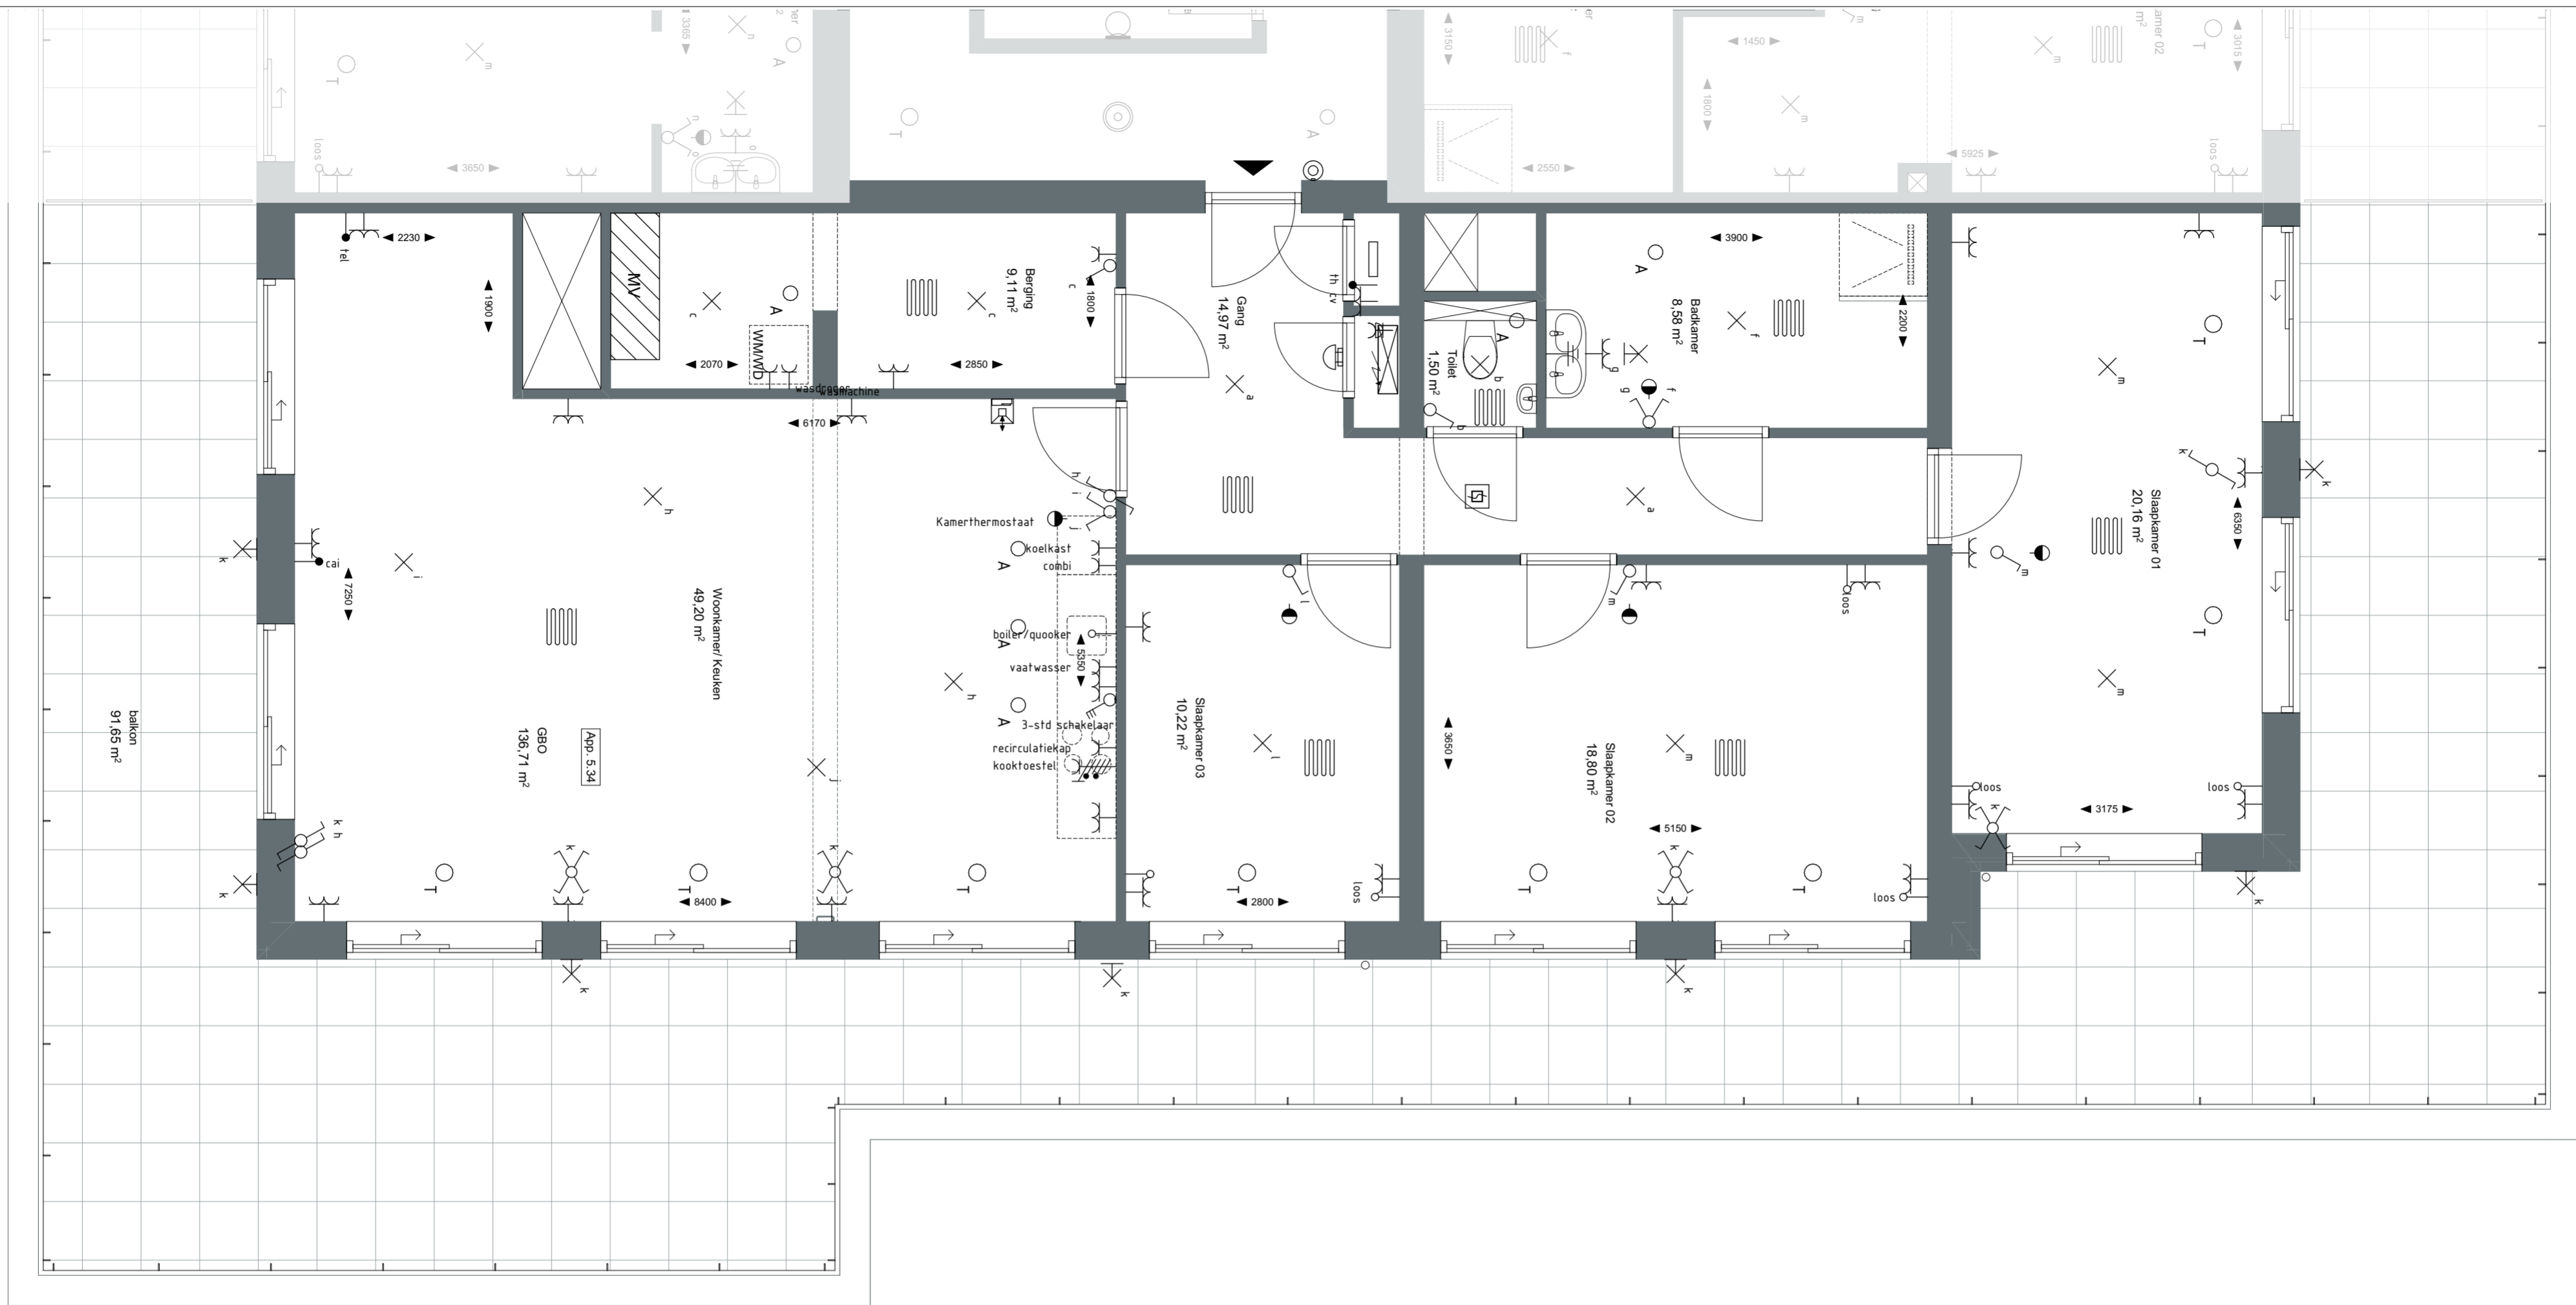 3365
3150
1450
1800
amer 02
m²
3015
m
n
A
T
f
m
m
T
m
n
o
o
T
A
loos
3650
2550
5925
loos
2230
tel
1900
MV
c
A
2070
WM/WD
wasdroger
wasmachine
Berging
9,11 m²
c
c
1800
2850
Gang
14,97 m²
a
th
cv
Toilet
1,50 m²
A
b
b
3900
A
Badkamer
8,58 m²
f
2200
g
g
f
T
m
k
k
Slaapkamer 01
20,16 m²
6350
m
T
m
loos
loos
k
3175
k
6170
h
h
i
j
Kamerthermostaat
koelkast
A
combi
boiler/quooker
A
5350
vaatwasser
A
3-std schakelaar
recirculatiekap
kooktoestel
k
cai
7250
i
Woonkamer/ Keuken
49,20 m²
h
App. 5.34
GBO
136,71 m²
j
balkon
91,65 m²
k h
k
T
k
T
8400
k
T
k
k
a
l
Slaapkamer 03
10,22 m²
l
T
2800
loos
m
loos
3650
Slaapkamer 02
18,80 m²
m
5150
k
T
T
loos
k